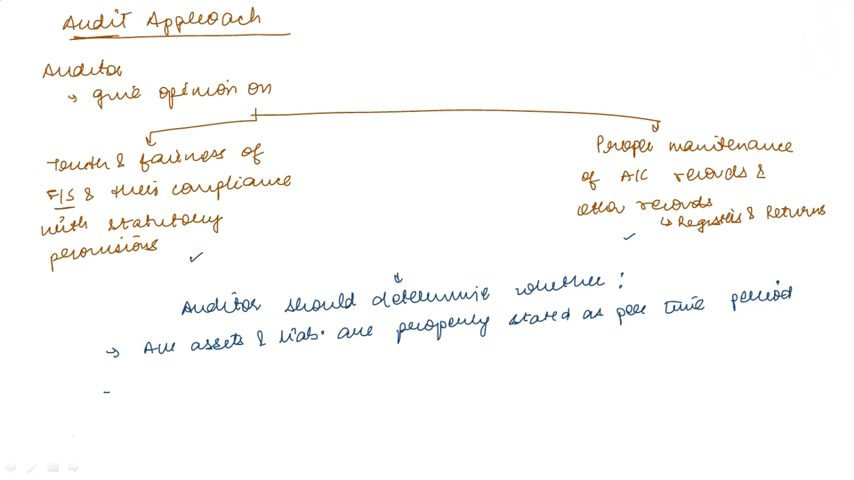 Audit Approach
Auditor
→ give opinion on
Truth & fairness of
F/S & their compliance
with statutory
provisions ✓
Proper maintenance
of A/C records &
other records
↳ Registers & Returns
✓
Auditor should determine whether :
→ All assets & liab. are properly stated as per time period
-